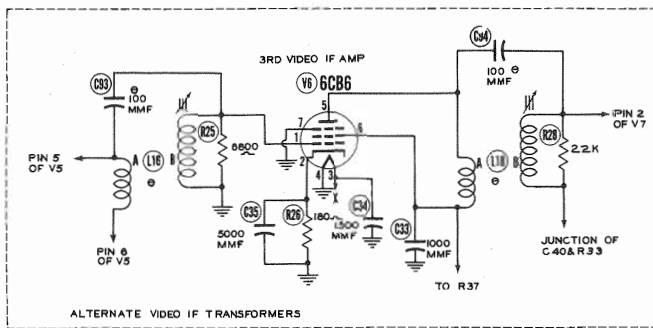 3RD VIDEO IF AMP
V6 6CB6
C93
100
MMF
PIN 5
OF V5
A
L16
B
PIN 6
OF V5
R25
6800
7
1
2
5
6
4
3
X
C35
5000
MMF
R26
180
C34
1500
MMF
C33
1000
MMF
C94
100
MMF
A
L18
B
R28
22K
PIN 2
OF V7
TO R37
JUNCTION OF
C40 & R33
ALTERNATE VIDEO IF TRANSFORMERS